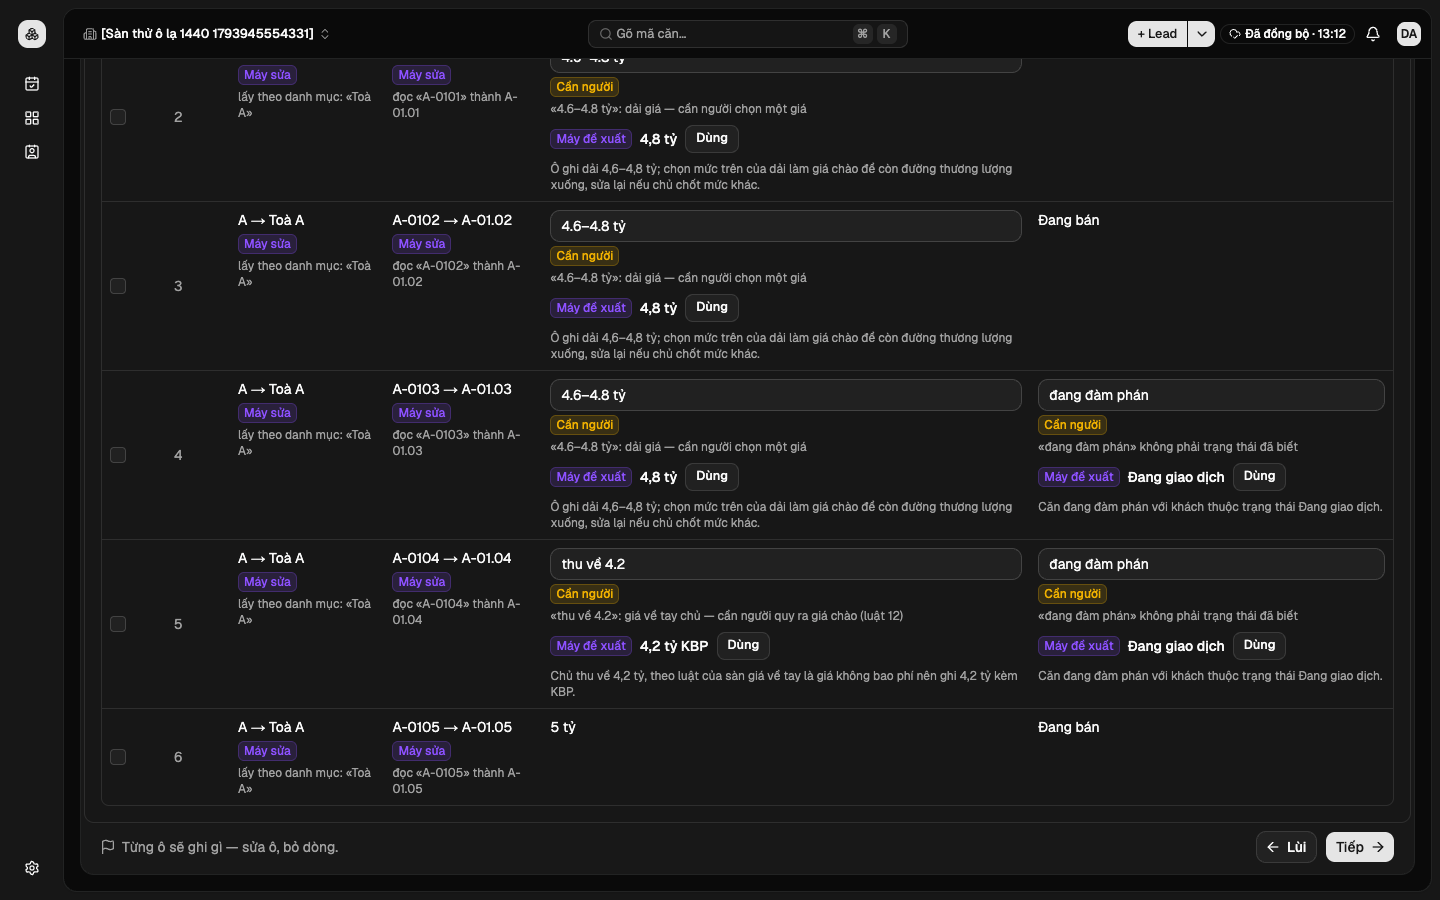 [Sàn thử ô lạ 1440 1793945554331]
Gõ mã căn...
⌘ K
+ Lead
Đã đồng bộ · 13:12
DA
4.6–4.8 tỷ
2
Máy sửa
lấy theo danh mục: «Toà
A»
Máy sửa
đọc «A-0101» thành A-
01.01
Cần người
«4.6–4.8 tỷ»: dải giá — cần người chọn một giá
Máy đề xuất 4,8 tỷ Dùng
Ô ghi dải 4,6–4,8 tỷ; chọn mức trên của dải làm giá chào để còn đường thương lượng
xuống, sửa lại nếu chủ chốt mức khác.
3
A → Toà A
Máy sửa
lấy theo danh mục: «Toà
A»
A-0102 → A-01.02
Máy sửa
đọc «A-0102» thành A-
01.02
4.6–4.8 tỷ
Cần người
«4.6–4.8 tỷ»: dải giá — cần người chọn một giá
Máy đề xuất 4,8 tỷ Dùng
Ô ghi dải 4,6–4,8 tỷ; chọn mức trên của dải làm giá chào để còn đường thương lượng
xuống, sửa lại nếu chủ chốt mức khác.
Đang bán
4
A → Toà A
Máy sửa
lấy theo danh mục: «Toà
A»
A-0103 → A-01.03
Máy sửa
đọc «A-0103» thành A-
01.03
4.6–4.8 tỷ
Cần người
«4.6–4.8 tỷ»: dải giá — cần người chọn một giá
Máy đề xuất 4,8 tỷ Dùng
Ô ghi dải 4,6–4,8 tỷ; chọn mức trên của dải làm giá chào để còn đường thương lượng
xuống, sửa lại nếu chủ chốt mức khác.
đang đàm phán
Cần người
«đang đàm phán» không phải trạng thái đã biết
Máy đề xuất Đang giao dịch Dùng
Căn đang đàm phán với khách thuộc trạng thái Đang giao dịch.
5
A → Toà A
Máy sửa
lấy theo danh mục: «Toà
A»
A-0104 → A-01.04
Máy sửa
đọc «A-0104» thành A-
01.04
thu về 4.2
Cần người
«thu về 4.2»: giá về tay chủ — cần người quy ra giá chào (luật 12)
Máy đề xuất 4,2 tỷ KBP Dùng
Chủ thu về 4,2 tỷ, theo luật của sàn giá về tay là giá không bao phí nên ghi 4,2 tỷ kèm
KBP.
đang đàm phán
Cần người
«đang đàm phán» không phải trạng thái đã biết
Máy đề xuất Đang giao dịch Dùng
Căn đang đàm phán với khách thuộc trạng thái Đang giao dịch.
6
A → Toà A
Máy sửa
lấy theo danh mục: «Toà
A»
A-0105 → A-01.05
Máy sửa
đọc «A-0105» thành A-
01.05
5 tỷ
Đang bán
Từng ô sẽ ghi gì — sửa ô, bỏ dòng.
← Lùi
Tiếp →